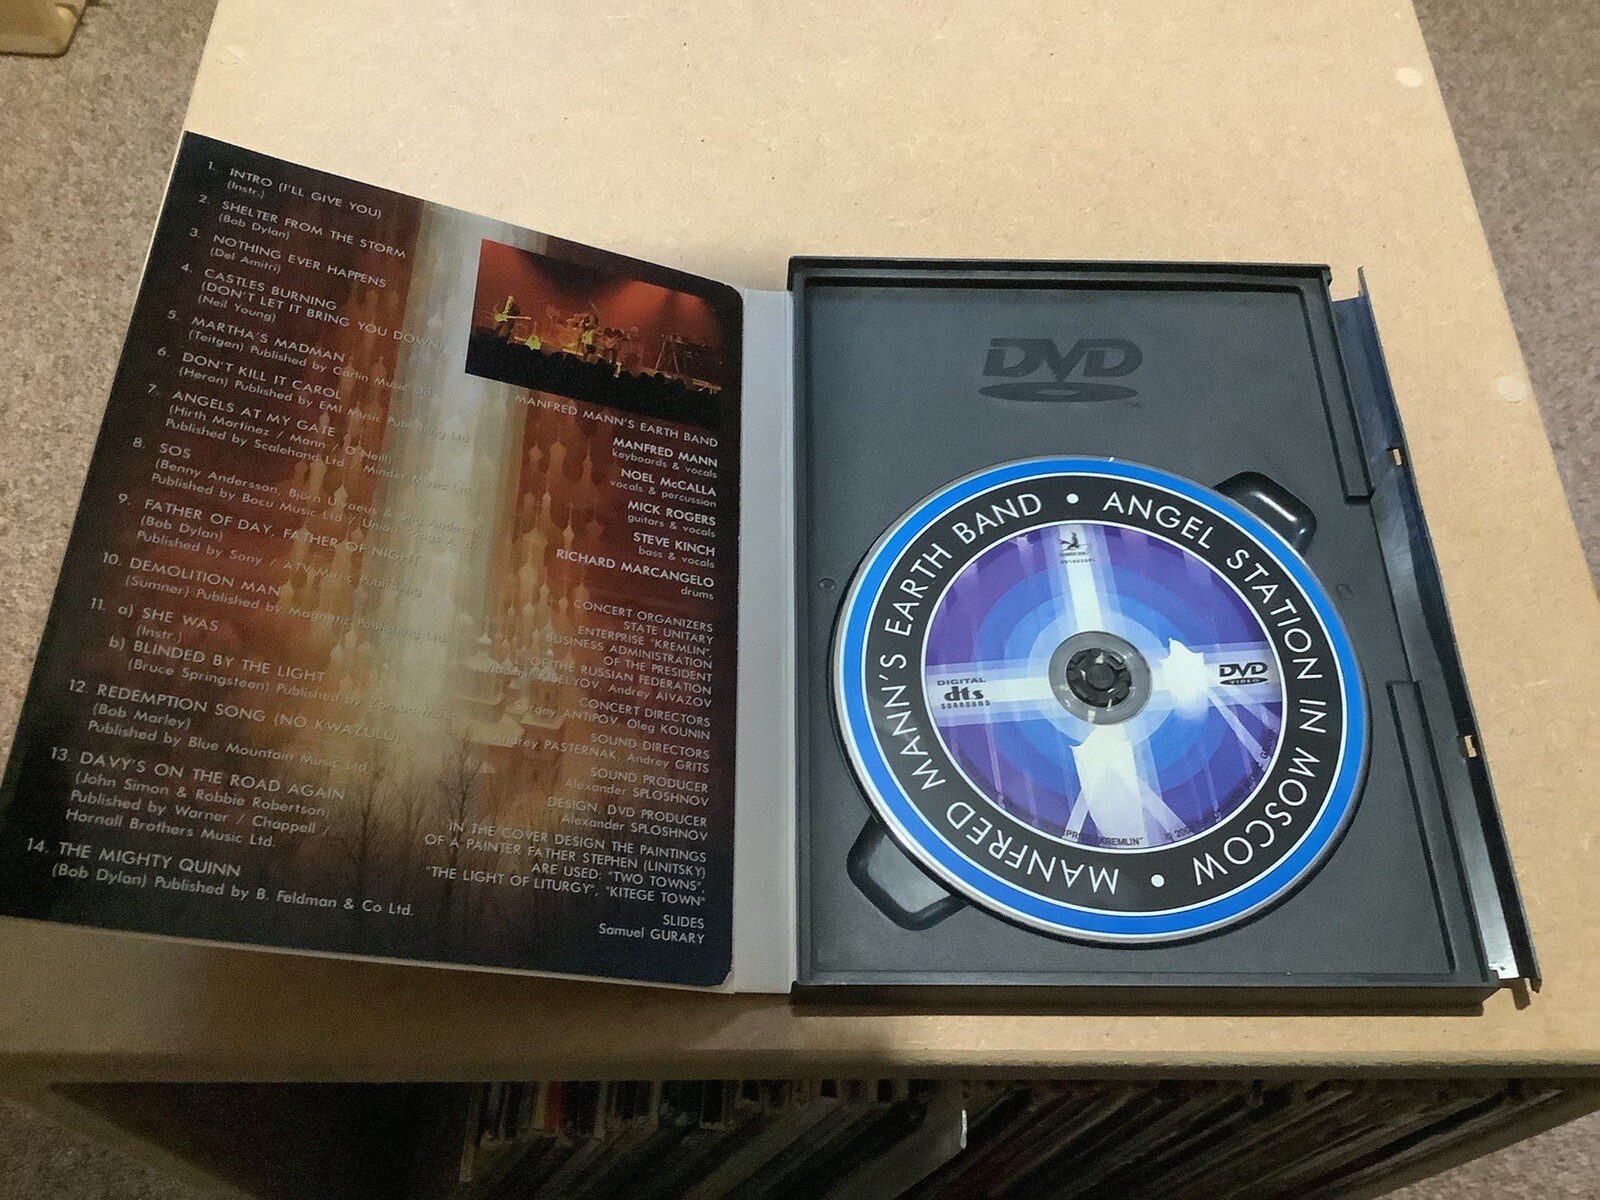 1. INTRO (I'LL GIVE YOU)
(Instr.)
2. SHELTER FROM THE STORM
(Bob Dylan)
3. NOTHING EVER HAPPENS
(Del Amitri)
4. CASTLES BURNING
(DON'T LET IT BRING YOU DOWN)
(Neil Young)
5. MARTHA'S MADMAN
(Teitgen) Published by Carlin Music Ltd
6. DON'T KILL IT CAROL
(Heron) Published by EMI Music Publishing Ltd
7. ANGELS AT MY GATE
(Hirth Martinez / Mann / O'Neill)
Published by Scalehand Ltd / Minder Music Ltd
8. SOS
(Benny Andersson, Bjorn Ulvaeus & Anderson)
Published by Bocu Music Ltd / Union Songs A.B.
9. FATHER OF DAY, FATHER OF NIGHT
(Bob Dylan)
Published by Sony / ATV Music Publishing
10. DEMOLITION MAN
(Sumner) Published by Magnetic Publishing Ltd
11. a) SHE WAS
(Instr.)
b) BLINDED BY THE LIGHT
(Bruce Springsteen) Published by Zomba Music
12. REDEMPTION SONG (NO KWAZULU)
(Bob Marley)
Published by Blue Mountain Music Ltd
13. DAVY'S ON THE ROAD AGAIN
(John Simon & Robbie Robertson)
Published by Warner / Chappell /
Hornall Brothers Music Ltd.
14. THE MIGHTY QUINN
(Bob Dylan) Published by B. Feldman & Co Ltd.
MANFRED MANN'S EARTH BAND
MANFRED MANN
keyboards & vocals
NOEL McCALLA
vocals & percussion
MICK ROGERS
guitars & vocals
STEVE KINCH
bass & vocals
RICHARD MARCANGELO
drums
CONCERT ORGANIZERS
STATE UNITARY
ENTERPRISE "KREMLIN",
BUSINESS ADMINISTRATION
OF THE PRESIDENT
OF THE RUSSIAN FEDERATION
Vladimir KISELYOV, Andrey AIVAZOV
CONCERT DIRECTORS
Sergey ANTIPOV, Oleg KOUNIN
SOUND DIRECTORS
Andrey PASTERNAK, Andrey GRITS
SOUND PRODUCER
Alexander SPLOSHNOV
DESIGN, DVD PRODUCER
Alexander SPLOSHNOV
IN THE COVER DESIGN THE PAINTINGS
OF A PAINTER FATHER STEPHEN (LINITSKY)
ARE USED: "TWO TOWNS",
"THE LIGHT OF LITURGY", "KITEGE TOWN"
SLIDES
Samuel GURARY
DVD
TM
MANFRED MANN'S EARTH BAND • ANGEL STATION IN MOSCOW •
DIGITAL
dts
SURROUND
DVD
VIDEO
KREMLIN"